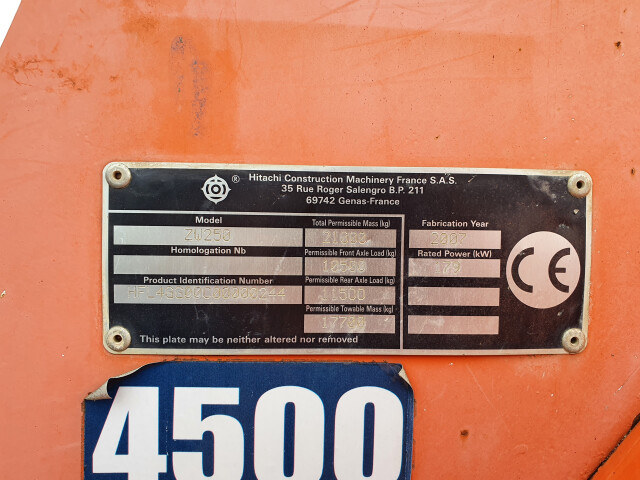 ® Hitachi Construction Machinery France S.A.S.
35 Rue Roger Salengro B.P. 211
69742 Genas-France
Model
ZW250
Homologation Nb
Product Identification Number
Total Permissible Mass (kg)
Permissible Front Axle Load (kg)
Permissible Rear Axle Load (kg)
11500
Permissible Towable Mass (kg)
Fabrication Year
2007
Rated Power (kW)
CE
This plate may be neither altered nor removed
4500